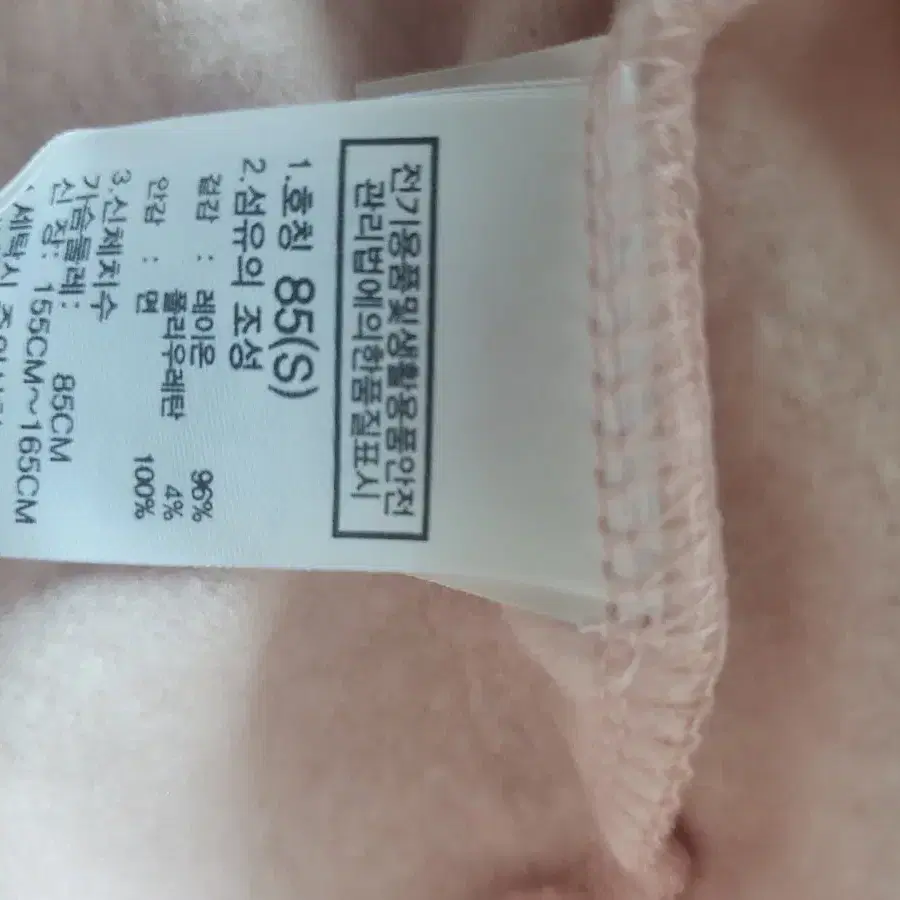 전기용품및생활용품안전
관리법에의한품질표시
1.호칭 85(S)
2.섬유의 조성
겉감 : 레이온 96%
폴리우레탄 4%
안감 : 면 100%
3.신체치수
가슴둘레: 85CM
신 장: 155CM~165CM
세탁시